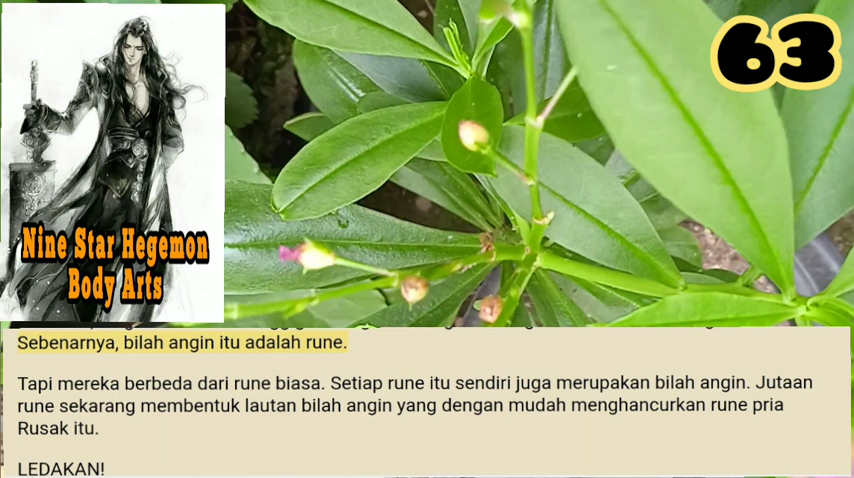 63
Nine Star Hegemon
Body Arts
Sebenarnya, bilah angin itu adalah rune.
Tapi mereka berbeda dari rune biasa. Setiap rune itu sendiri juga merupakan bilah angin. Jutaan
rune sekarang membentuk lautan bilah angin yang dengan mudah menghancurkan rune pria
Rusak itu.
LEDAKAN!